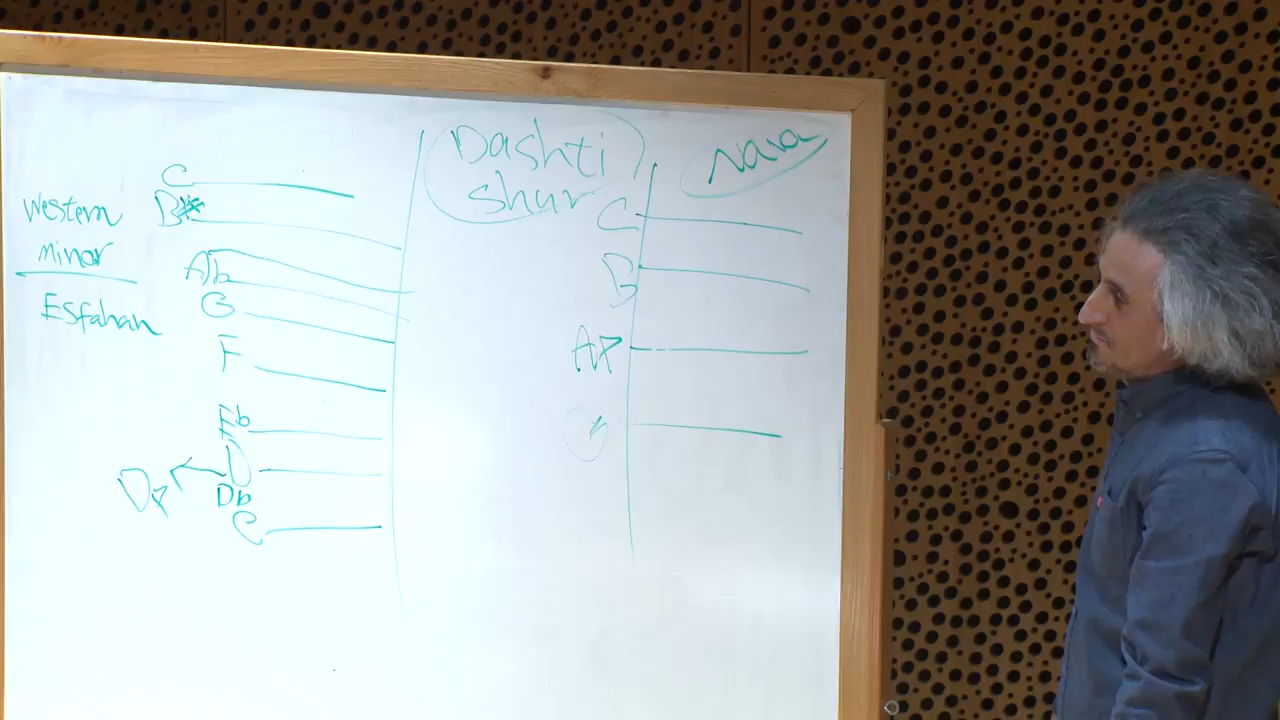 Western
Minor
Esfahan
C
B
Ab
G
F
Eb
D
Db
C
Dashti
shur
Nava
C
B